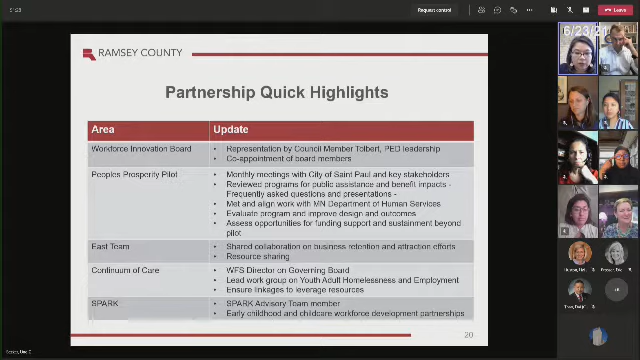 Request control
Leave
6/23/21
RAMSEY COUNTY
Partnership Quick Highlights
Area
Update
Workforce Innovation Board
• Representation by Council Member Tolbert, PED leadership
• Co-appointment of board members
Peoples Prosperity Pilot
• Monthly meetings with City of Saint Paul and key stakeholders
• Reviewed programs for public assistance and benefit impacts -
Frequently asked questions and presentations -
• Met and align work with MN Department of Human Services
• Evaluate program and improve design and outcomes
• Assess opportunities for funding support and sustainment beyond
pilot
East Team
• Shared collaboration on business retention and attraction efforts
• Resource sharing
Continuum of Care
• WFS Director on Governing Board
• Lead work group on Youth Adult Homelessness and Employment
• Ensure linkages to leverage resources
SPARK
• SPARK Advisory Team member
• Early childhood and childcare workforce development partnerships
20